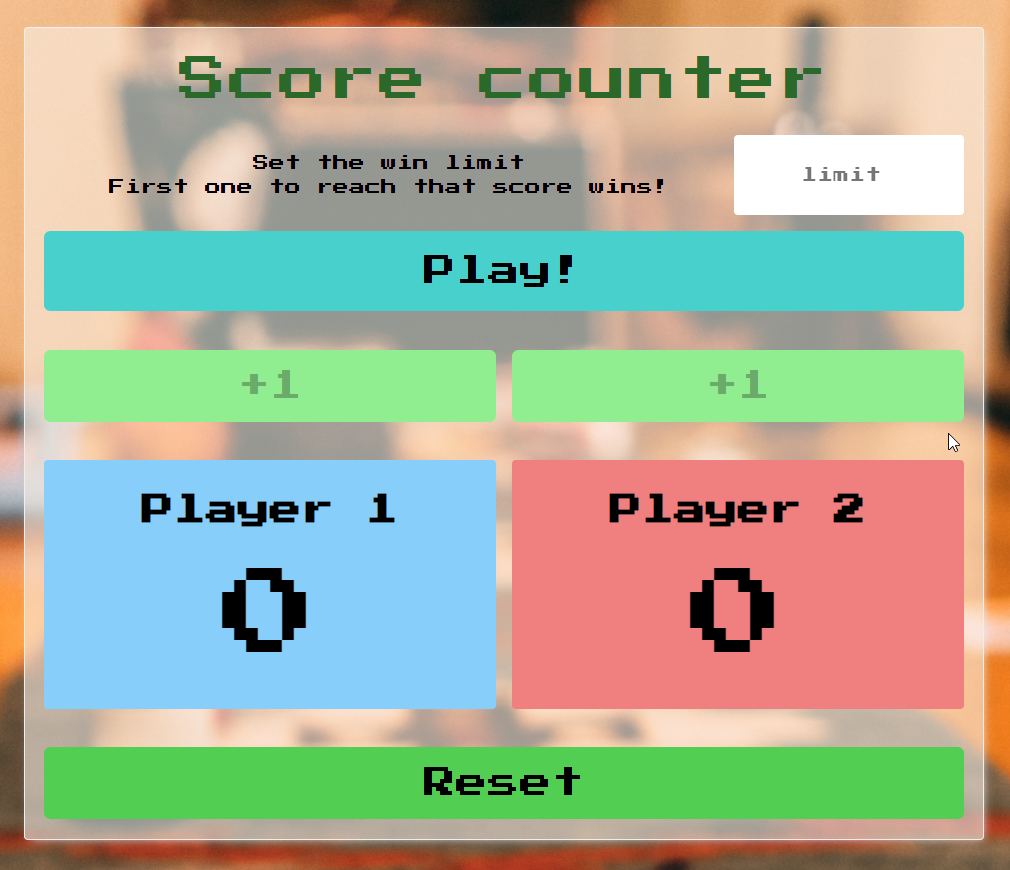 Score counter
Set the win limit
First one to reach that score wins!
limit
Play!
+1
+1
Player 1
Player 2
0
0
Reset